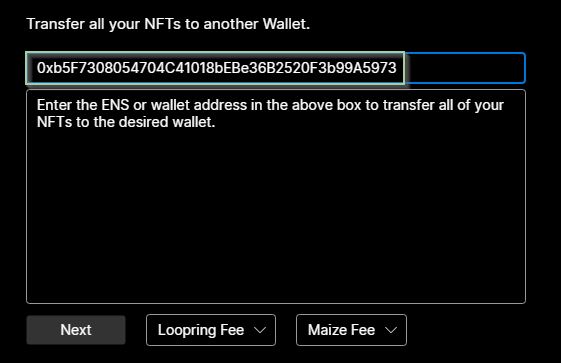 Transfer all your NFTs to another Wallet.
0xb5F7308054704C41018bEBe36B2520F3b99A5973
Enter the ENS or wallet address in the above box to transfer all of your
NFTs to the desired wallet.
Next
Loopring Fee
Maize Fee